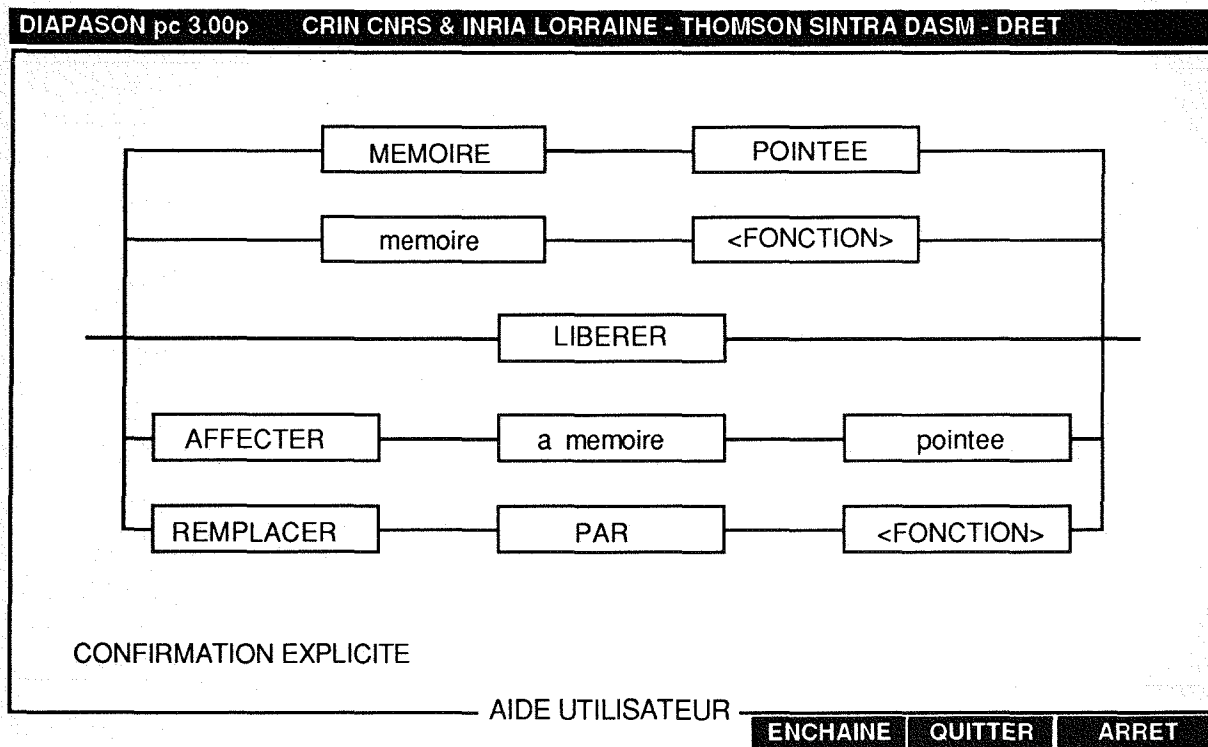 DIAPASON pc 3.00p CRIN CNRS & INRIA LORRAINE - THOMSON SINTRA DASM - DRET
MEMOIRE POINTEE
memoire <FONCTION>
LIBERER
AFFECTER a memoire pointee
REMPLACER PAR <FONCTION>
CONFIRMATION EXPLICITE
AIDE UTILISATEUR
ENCHAINE QUITTER ARRET